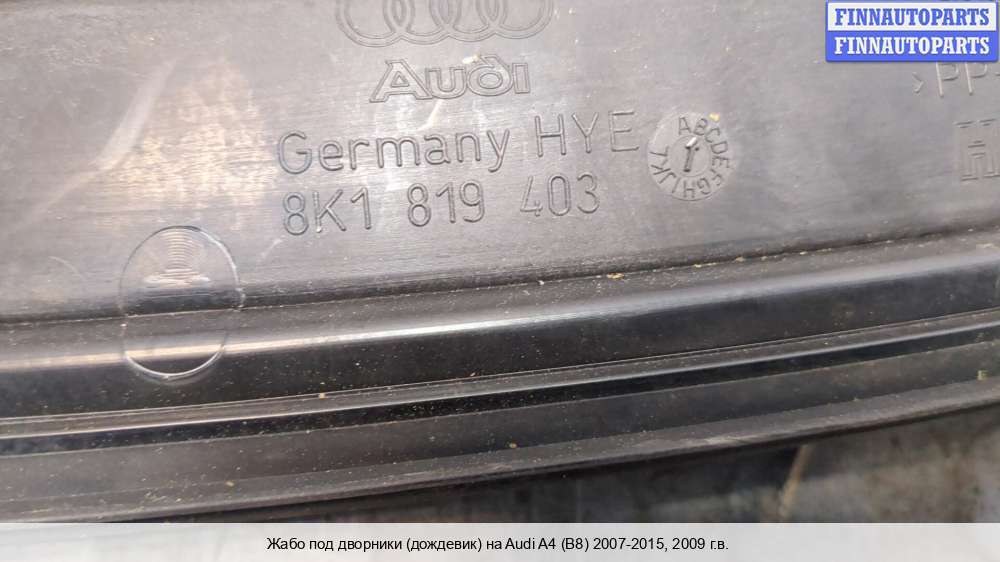 FINNAUTOPARTS
FINNAUTOPARTS
Audi
>PP-
Germany HYE
ABCDEFGHIJKL
8K1 819 403
Жабо под дворники (дождевик) на Audi A4 (B8) 2007-2015, 2009 г.в.